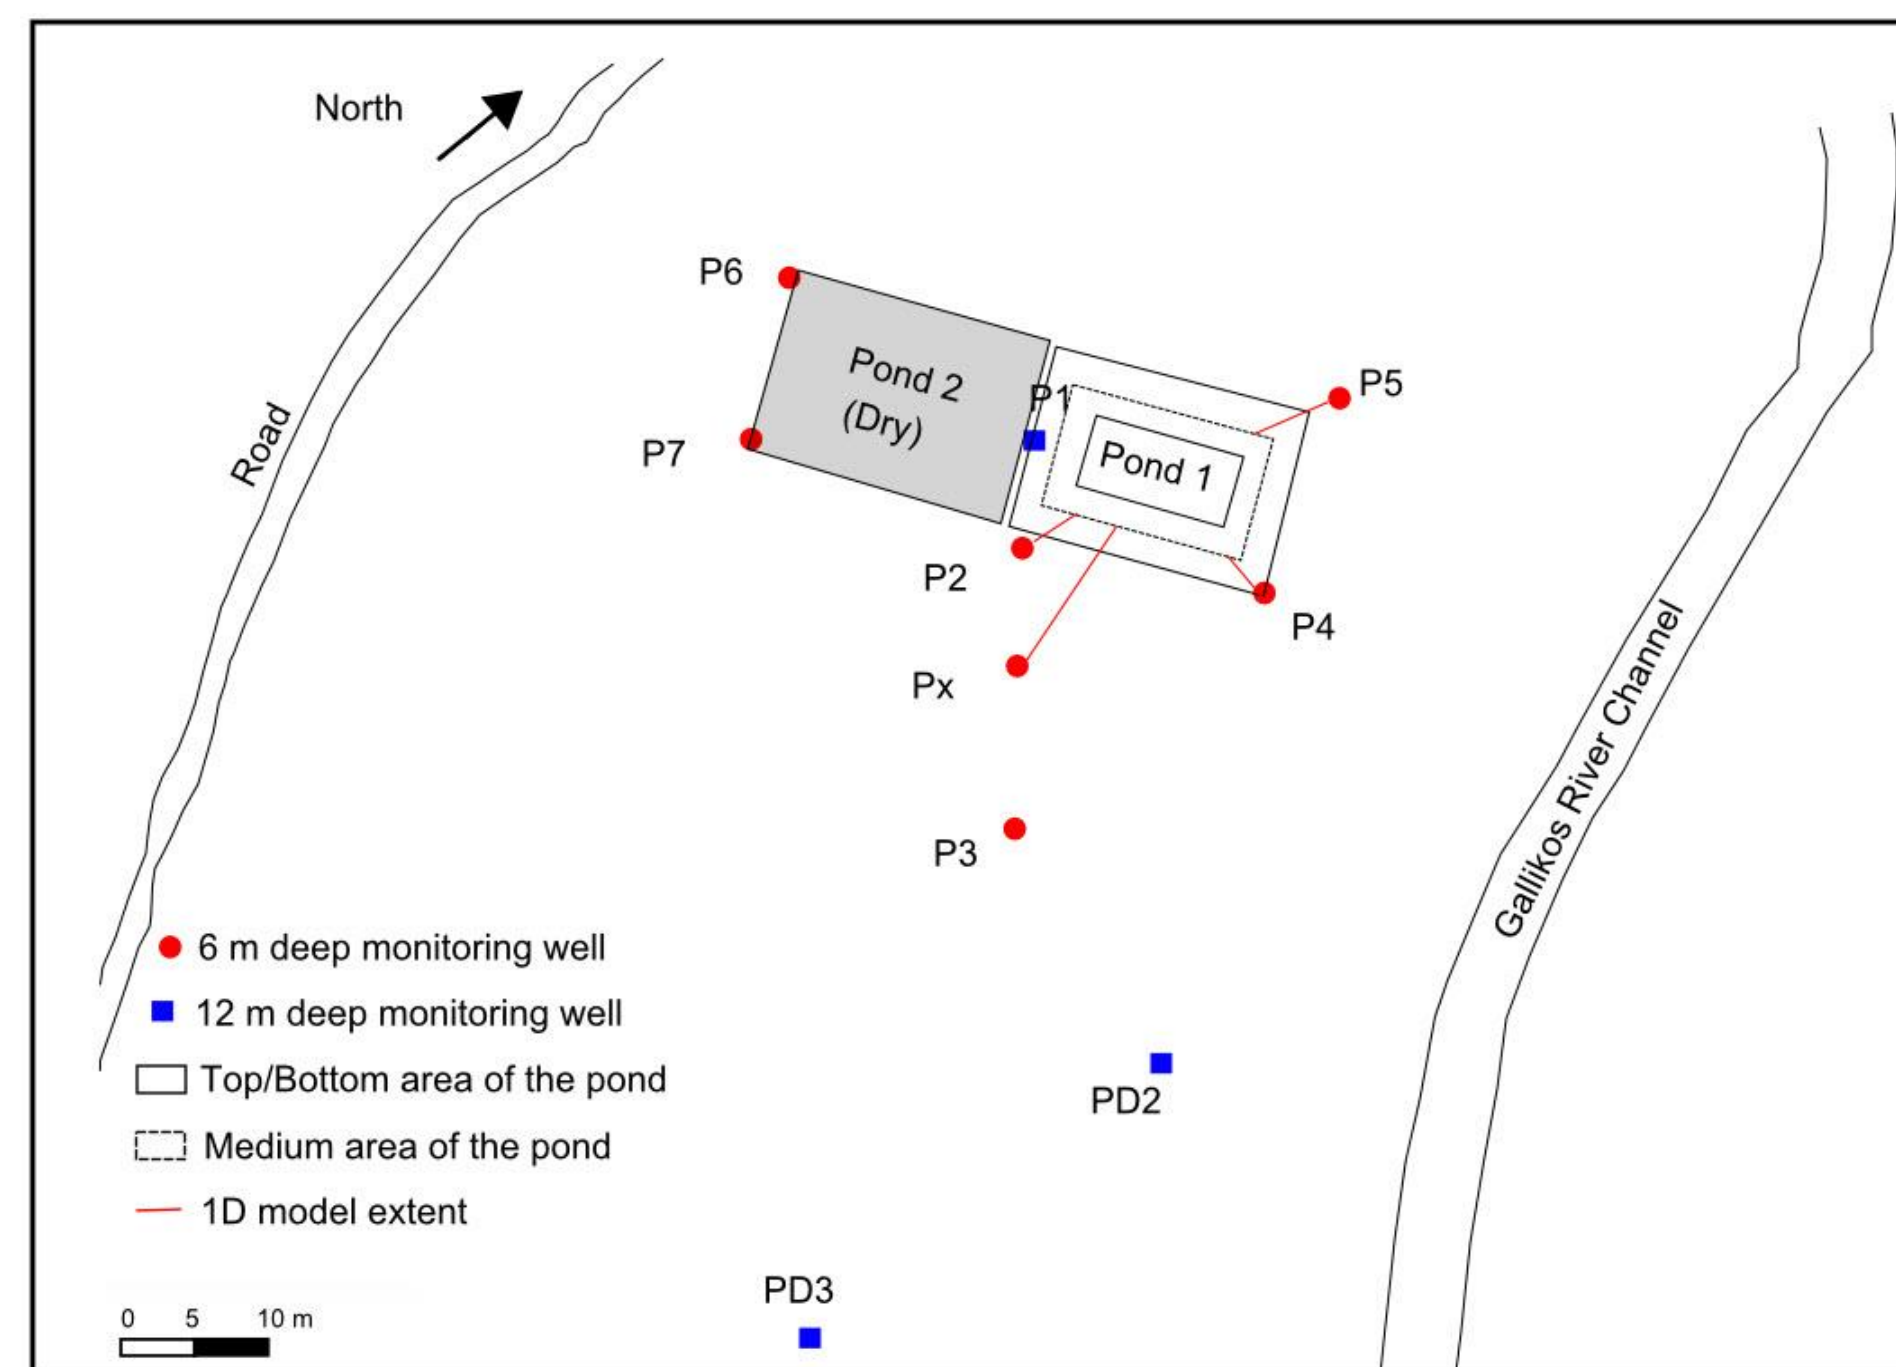 North
Road
P6
Pond 2
(Dry)
P7
P1
Pond 1
P5
P2
P4
Px
P3
Gallikos River Channel
6 m deep monitoring well
12 m deep monitoring well
Top/Bottom area of the pond
Medium area of the pond
1D model extent
PD2
PD3
0 5 10 m